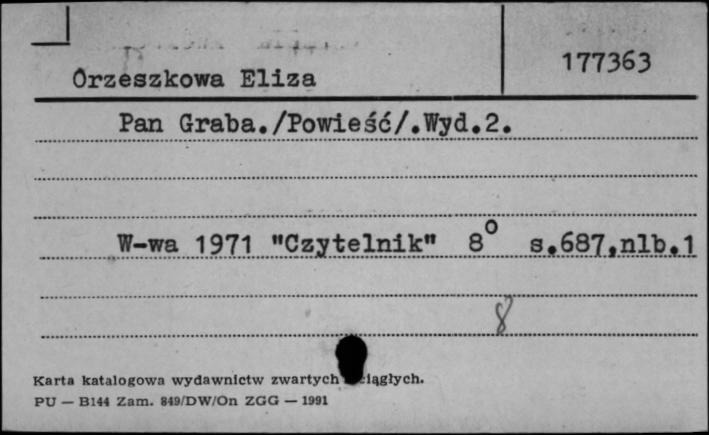 177363
Orzeszkowa Eliza
Pan Graba./Powieść/.Wyd.2.
W-wa 1971 "Czytelnik" 8° s.687,nlb.1
8
Karta katalogowa wydawnictw zwartych ciągłych.
PU — B144 Zam. 849/DW/On ZGG — 1991